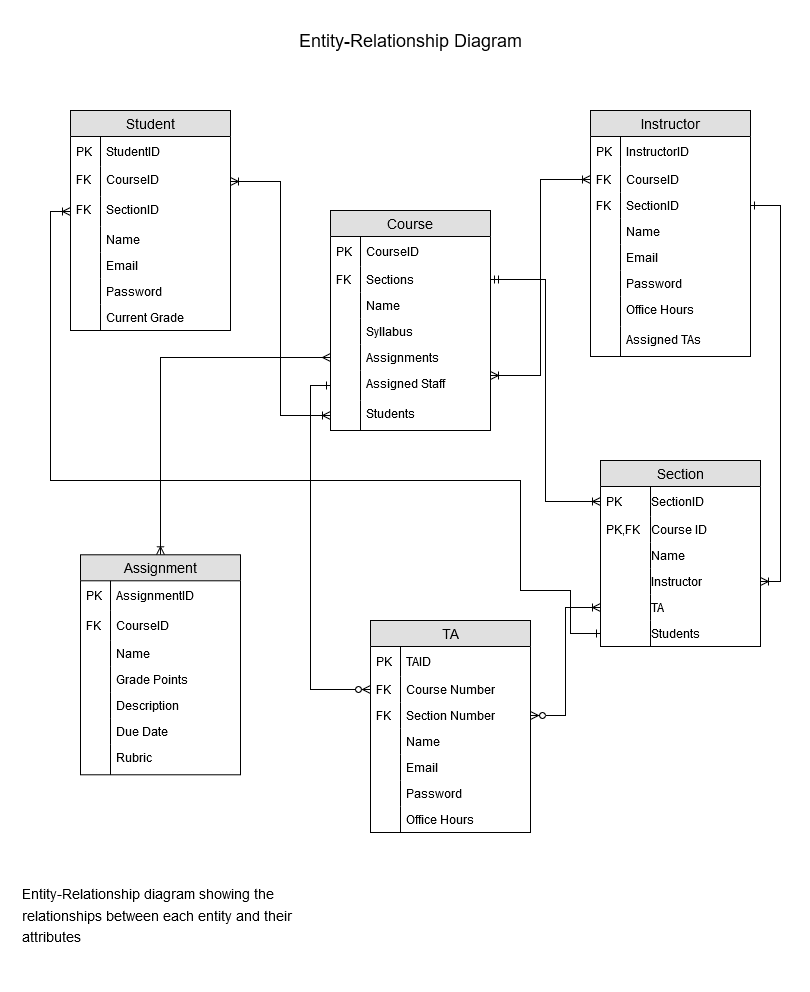 Entity-Relationship Diagram
Student
PK StudentID
FK CourseID
FK SectionID
Name
Email
Password
Current Grade
Instructor
PK InstructorID
FK CourseID
FK SectionID
Name
Email
Password
Office Hours
Assigned TAs
Course
PK CourseID
FK Sections
Name
Syllabus
Assignments
Assigned Staff
Students
Section
PK SectionID
PK,FK Course ID
Name
Instructor
TA
Students
Assignment
PK AssignmentID
FK CourseID
Name
Grade Points
Description
Due Date
Rubric
TA
PK TAID
FK Course Number
FK Section Number
Name
Email
Password
Office Hours
Entity-Relationship diagram showing the
relationships between each entity and their
attributes